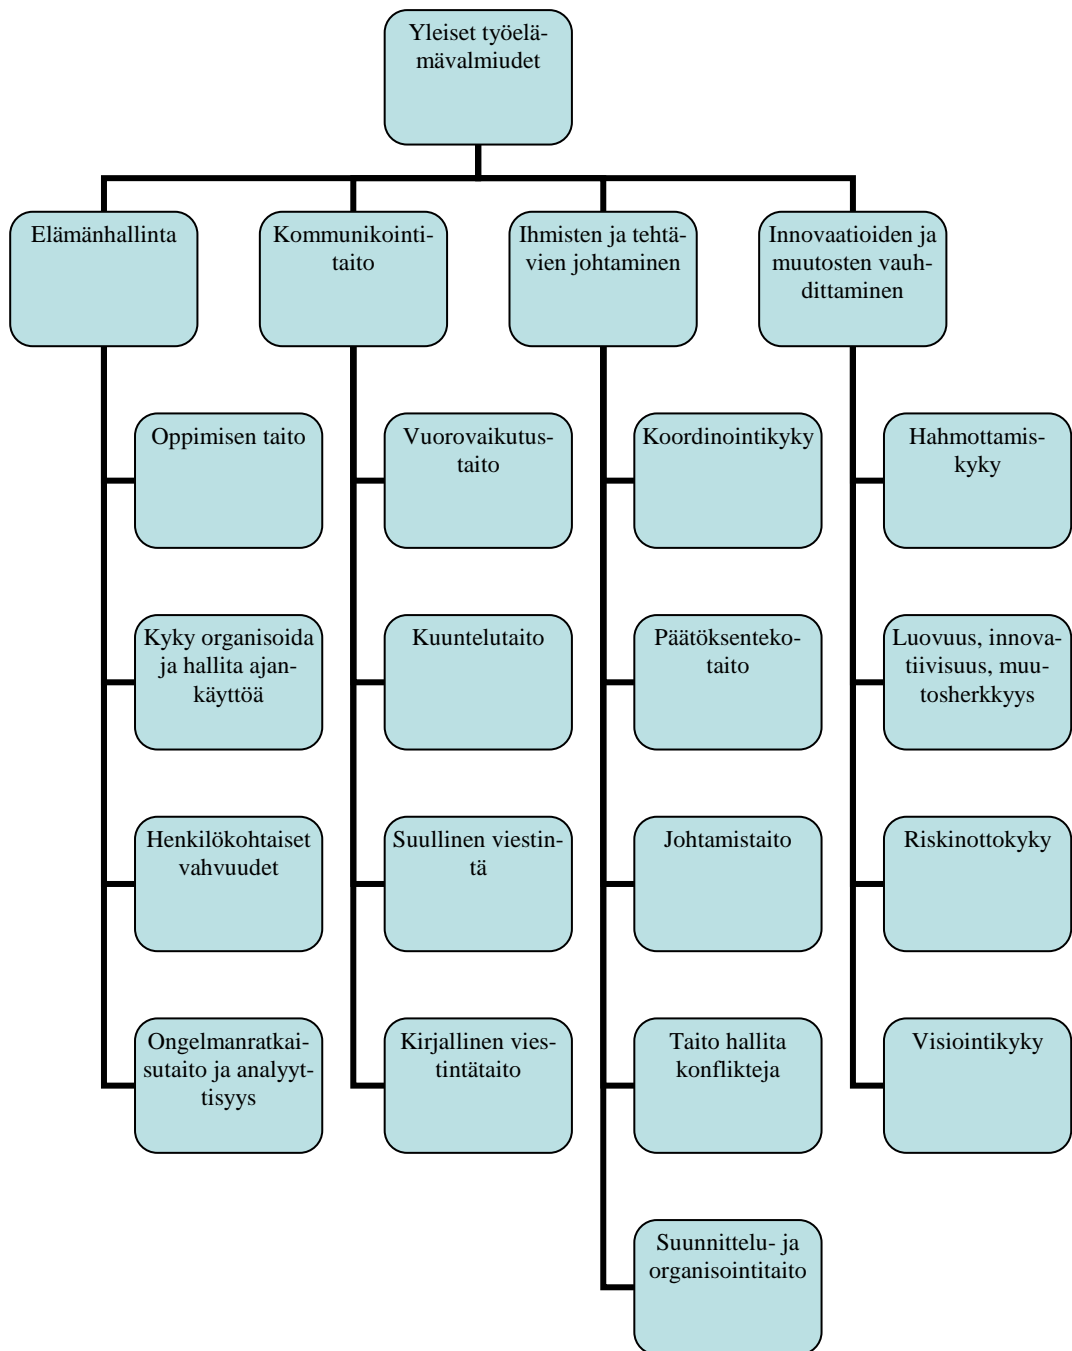 Yleiset työelä-
mävalmiudet
Elämänhallinta
Kommunikointi-
taito
Ihmisten ja tehtä-
vien johtaminen
Innovaatioiden ja
muutosten vauh-
dittaminen
Oppimisen taito
Vuorovaikutus-
taito
Koordinointikyky
Hahmottamis-
kyky
Kyky organisoida
ja hallita ajan-
käyttöä
Kuuntelutaito
Päätöksenteko-
taito
Luovuus, innova-
tiivisuus, muu-
tosherkkyys
Henkilökohtaiset
vahvuudet
Suullinen viestin-
tä
Johtamistaito
Riskinottokyky
Ongelmanratkai-
sutaito ja analyyt-
tisyys
Kirjallinen vies-
tintätaito
Taito hallita
konflikteja
Visiointikyky
Suunnittelu- ja
organisointitaito